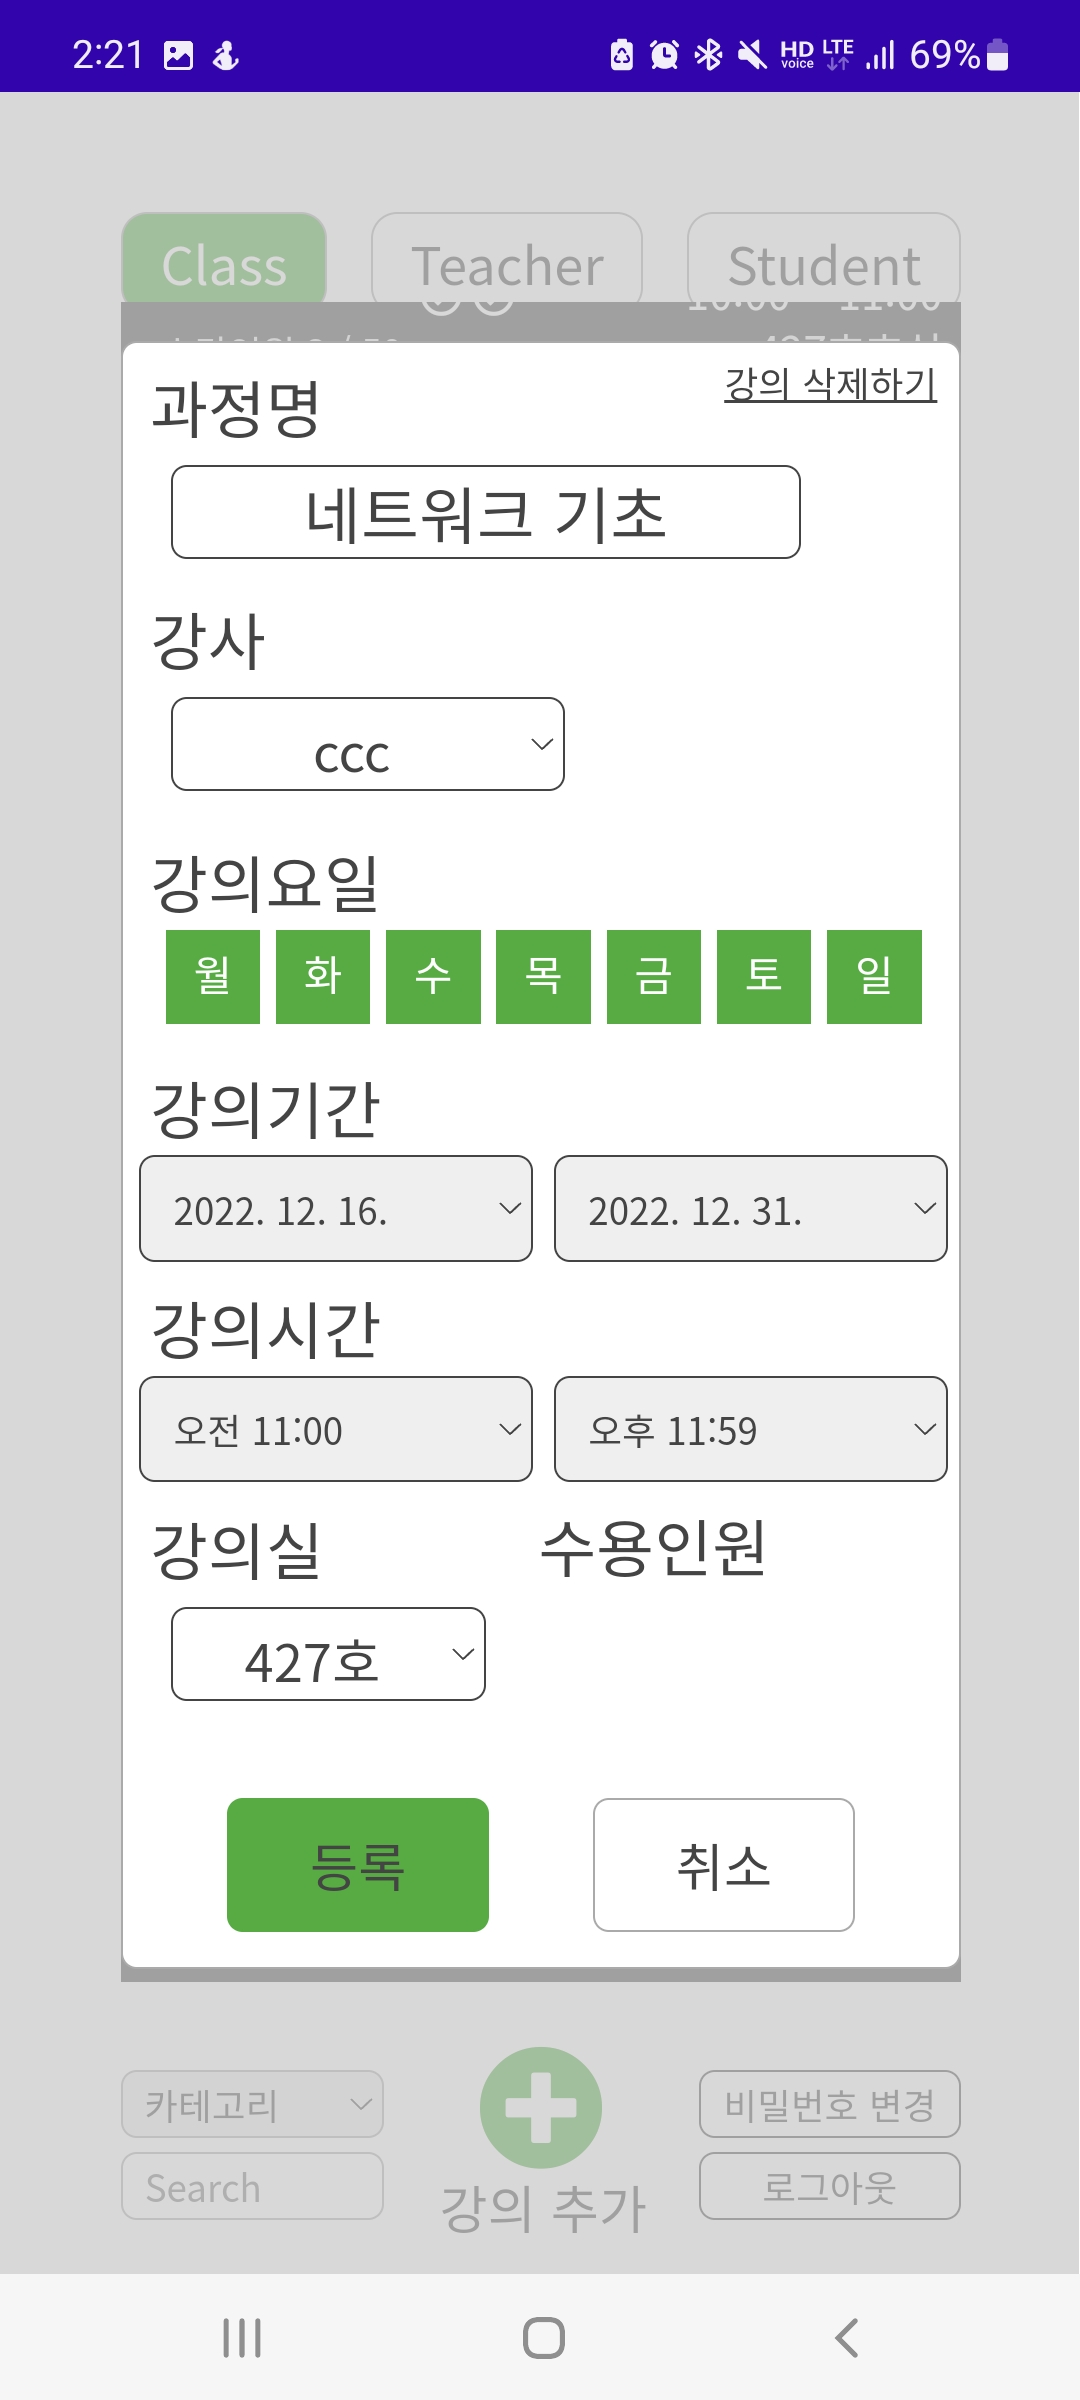 2:21 HD voice LTE 69%
Class Teacher Student
강의 삭제하기
과정명
네트워크 기초
강사
ccc
강의요일
월 화 수 목 금 토 일
강의기간
2022. 12. 16. 2022. 12. 31.
강의시간
오전 11:00 오후 11:59
강의실 수용인원
427호
등록 취소
카테고리 비밀번호 변경
Search 로그아웃
강의 추가